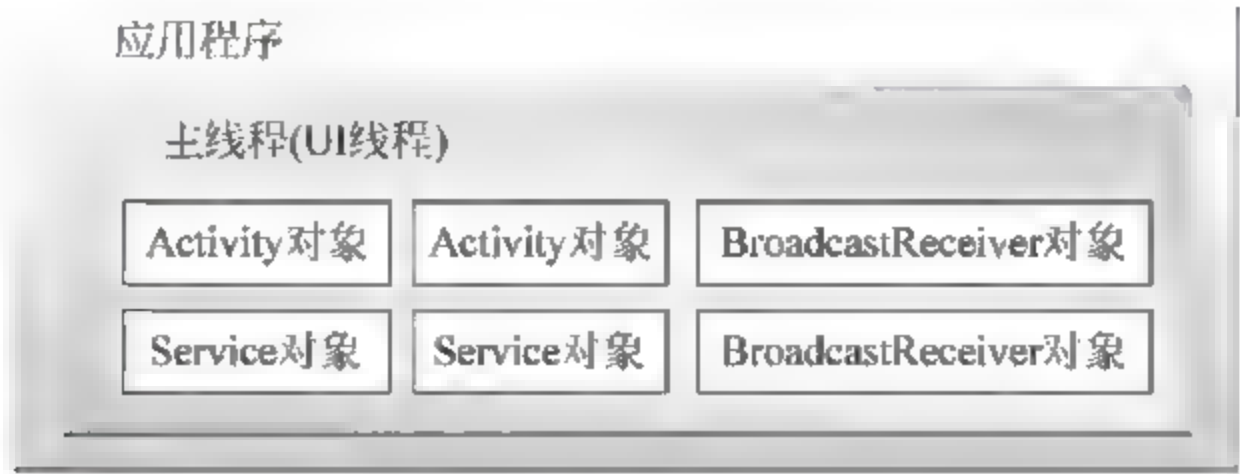 应用程序
主线程(UI线程)
Activity对象 Activity对象 BroadcastReceiver对象
Service对象 Service对象 BroadcastReceiver对象